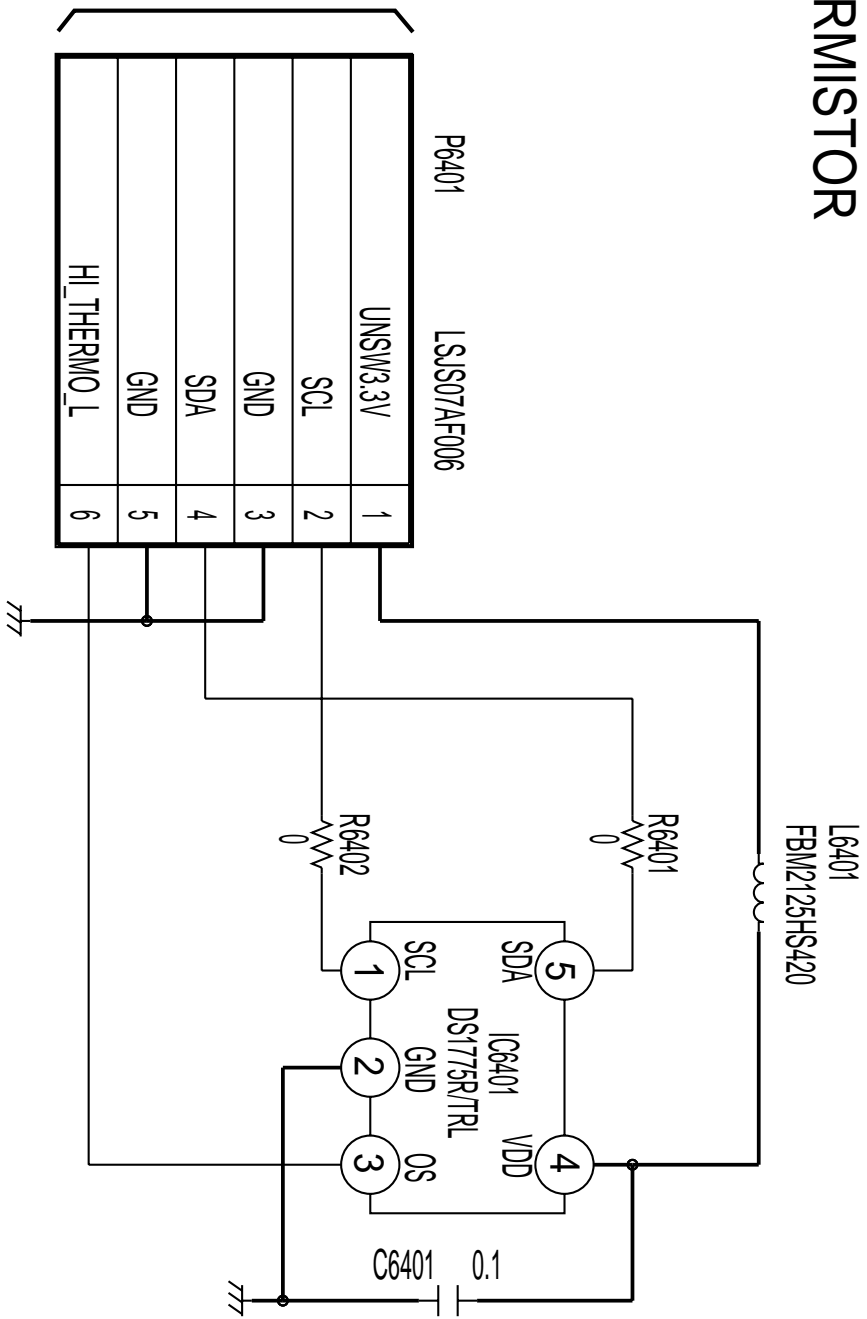 RMISTOR
P6401
LSJS07AF006
UNSW3.3V
1
SCL
2
GND
3
SDA
4
GND
5
HI_THERMO_L
6
L6401
FBM2125HS420
R6401
0
R6402
0
SDA
5
VDD
4
IC6401
DS1775R/TRL
SCL
1
GND
2
OS
3
C6401
0.1